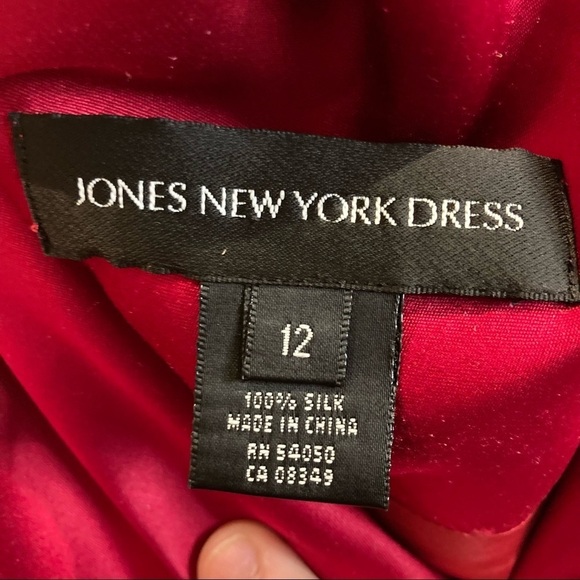 JONES NEW YORK DRESS
12
100% SILK
MADE IN CHINA
RN 54050
CA 08349